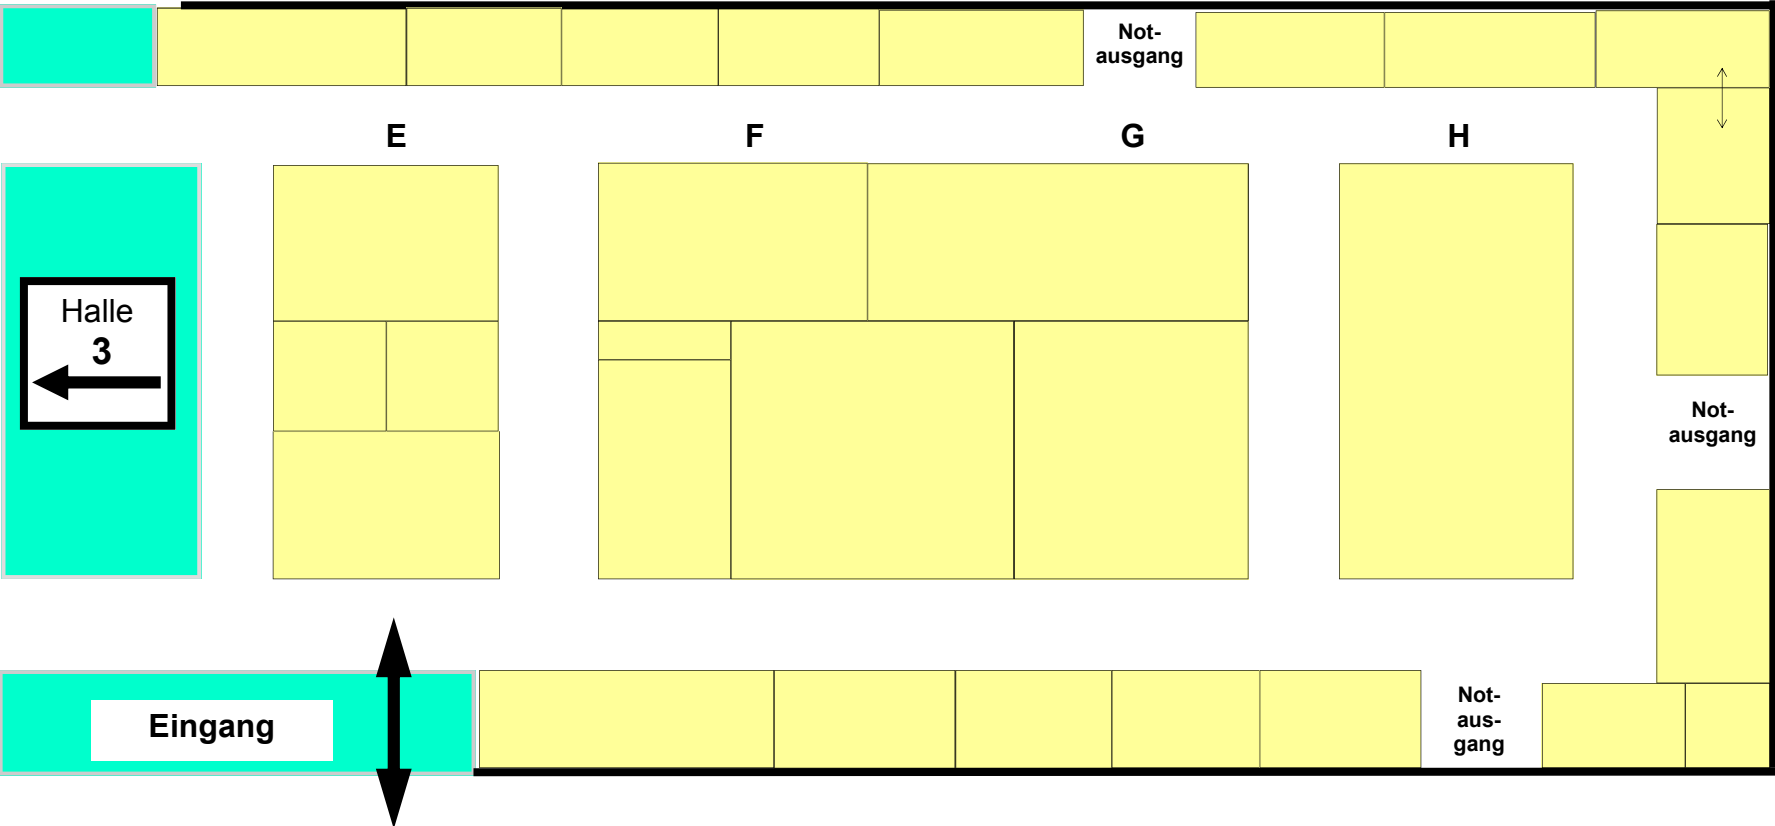 Not-
ausgang
E
F
G
H
Halle
3
Not-
ausgang
Eingang
Not-
aus-
gang